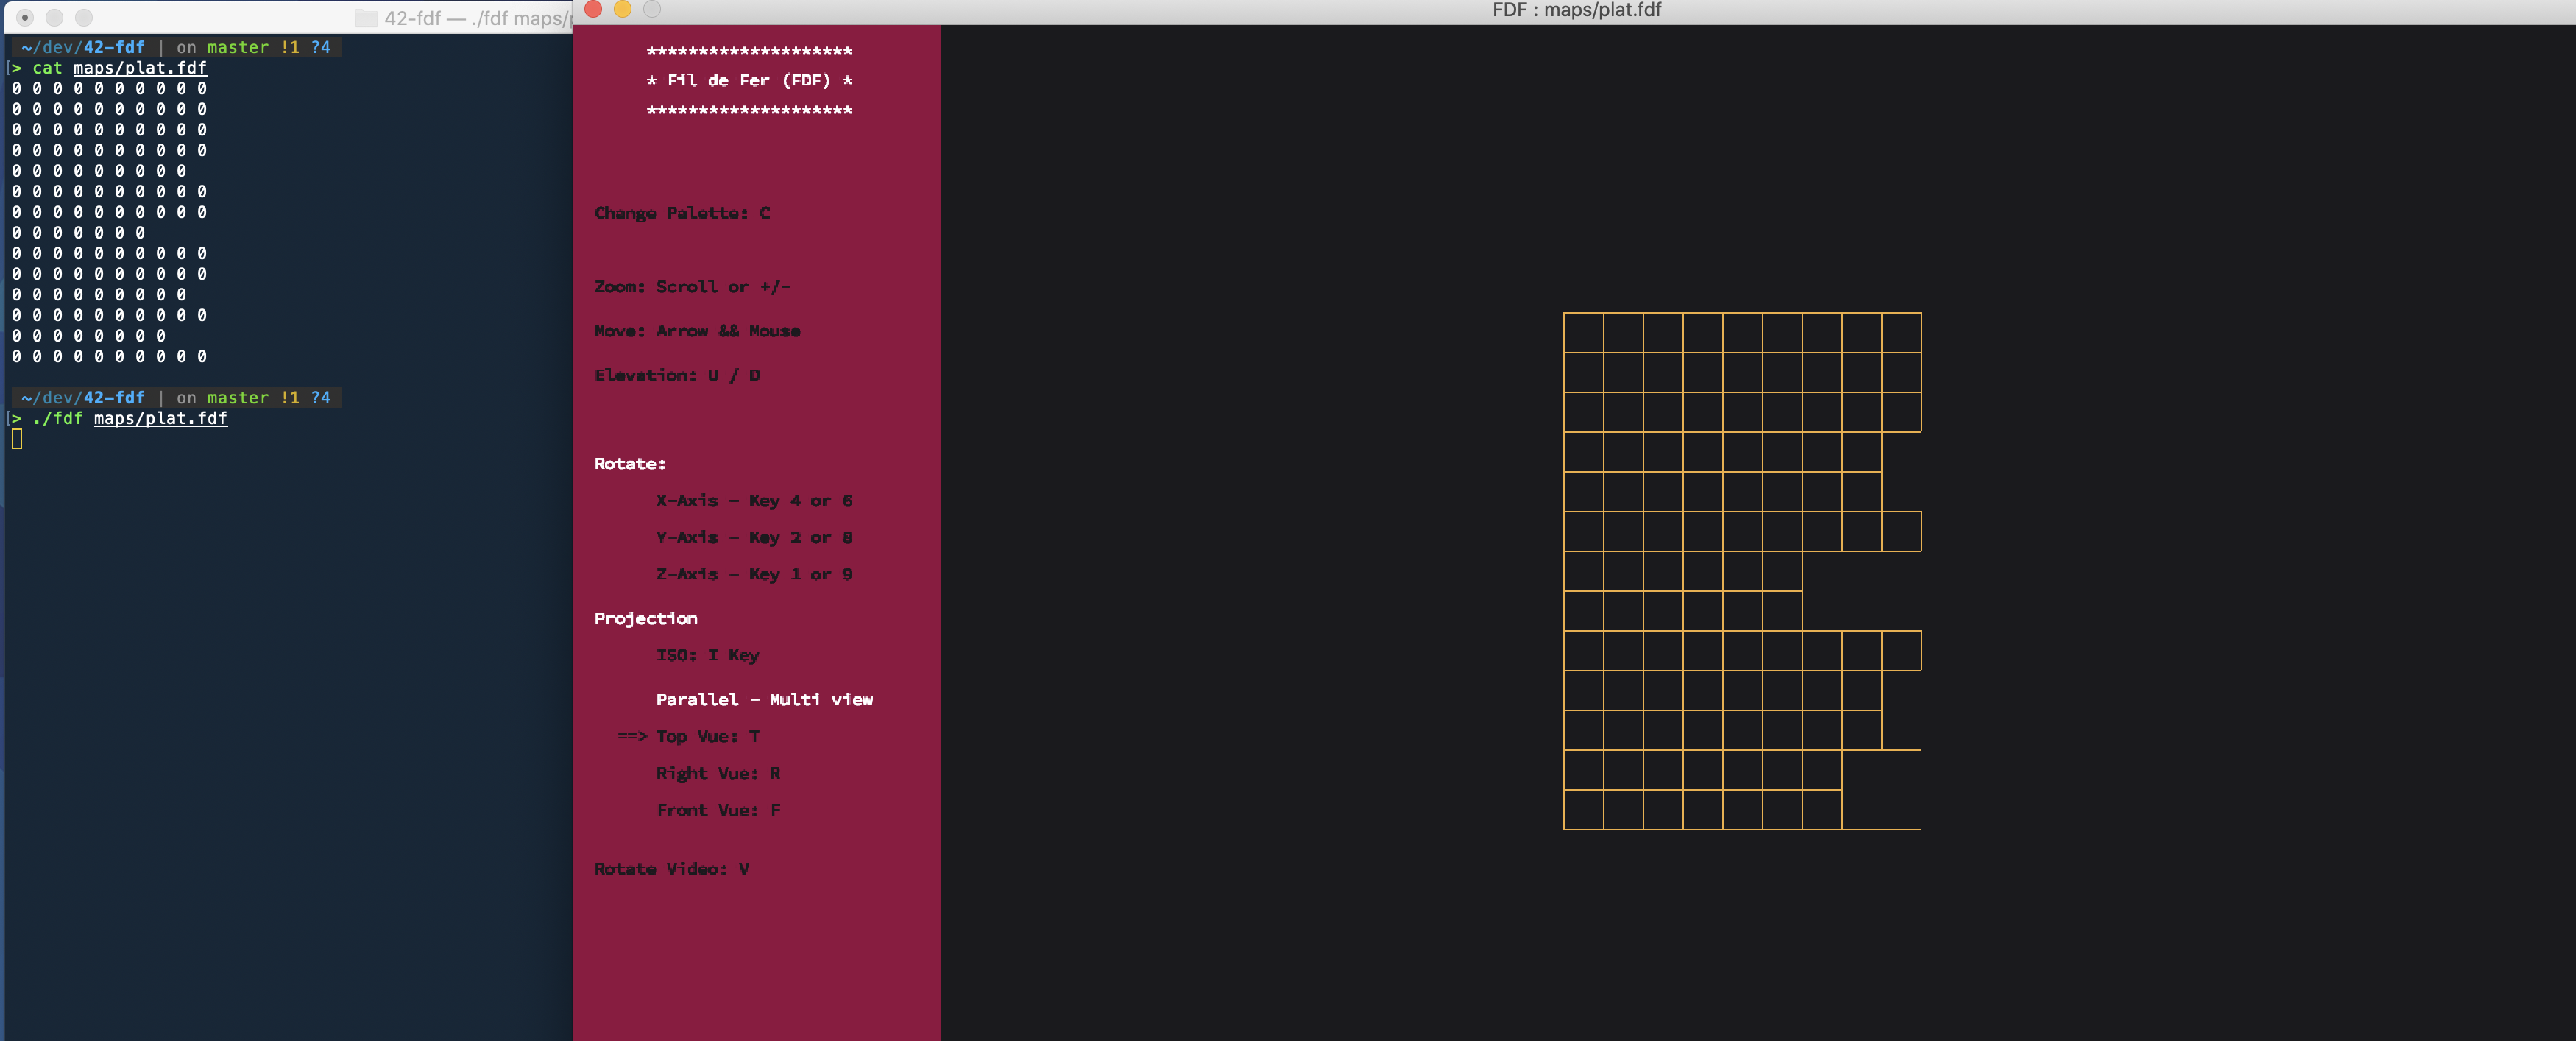 42-fdf — ./fdf maps/p
~/dev/42-fdf | on master !1 ?4
[> cat maps/plat.fdf
0 0 0 0 0 0 0 0 0 0
0 0 0 0 0 0 0 0 0 0
0 0 0 0 0 0 0 0 0 0
0 0 0 0 0 0 0 0 0 0
0 0 0 0 0 0 0 0 0
0 0 0 0 0 0 0 0 0 0
0 0 0 0 0 0 0 0 0 0
0 0 0 0 0 0 0
0 0 0 0 0 0 0 0 0 0
0 0 0 0 0 0 0 0 0 0
0 0 0 0 0 0 0 0 0
0 0 0 0 0 0 0 0 0 0
0 0 0 0 0 0 0 0
0 0 0 0 0 0 0 0 0 0
~/dev/42-fdf | on master !1 ?4
[> ./fdf maps/plat.fdf
FDF : maps/plat.fdf
********************
* Fil de Fer (FDF) *
********************
Change Palette: C
Zoom: Scroll or +/-
Move: Arrow && Mouse
Elevation: U / D
Rotate:
X-Axis - Key 4 or 6
Y-Axis - Key 2 or 8
Z-Axis - Key 1 or 9
Projection
ISO: I Key
Parallel - Multi view
==> Top Vue: T
Right Vue: R
Front Vue: F
Rotate Video: V